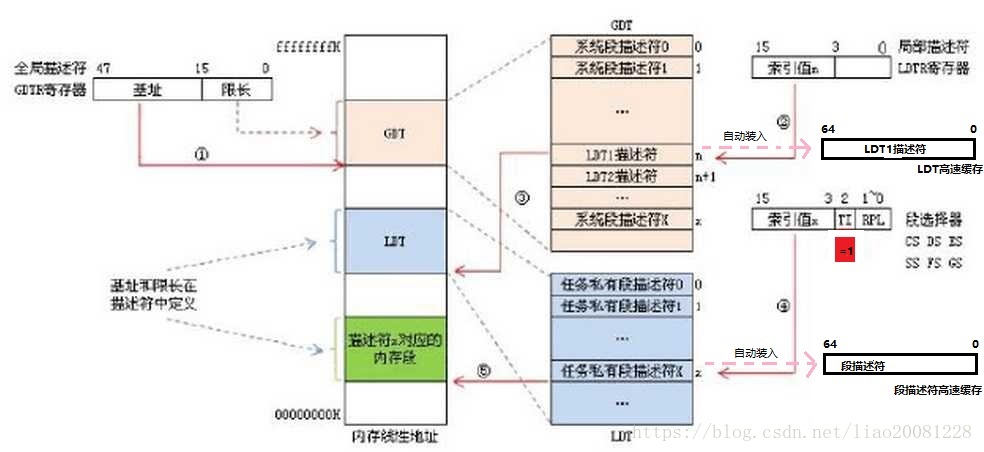 ffffffffH
全局描述符
GDTR寄存器
47
15
0
基址
限长
①
GDT
LDT
基址和限长在
描述符中定义
描述符x对应的
内存段
00000000H
内存线性地址
GDT
系统段描述符0
0
系统段描述符1
1
...
LDT1描述符
n
LDT2描述符
n+1
...
系统段描述符X
x
③
任务私有段描述符0
0
任务私有段描述符1
1
...
任务私有段描述符X
x
...
LDT
⑤
15
3
0
局部描述符
索引值n
LDTR寄存器
②
自动装入
64
0
LDT1描述符
LDT高速缓存
15
3
2
1~0
索引值x
TI
RPL
段选择器
=1
CS DS ES
SS FS GS
④
自动装入
64
0
段描述符
段描述符高速缓存
https://blog.csdn.net/liao20081228